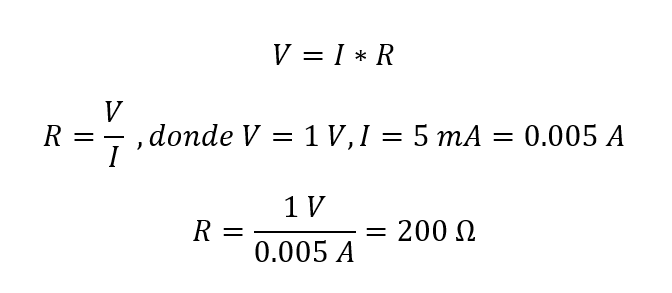 V = I * R
R = V/I , donde V = 1 V, I = 5 mA = 0.005 A
R = 1 V/0.005 A = 200 Ω